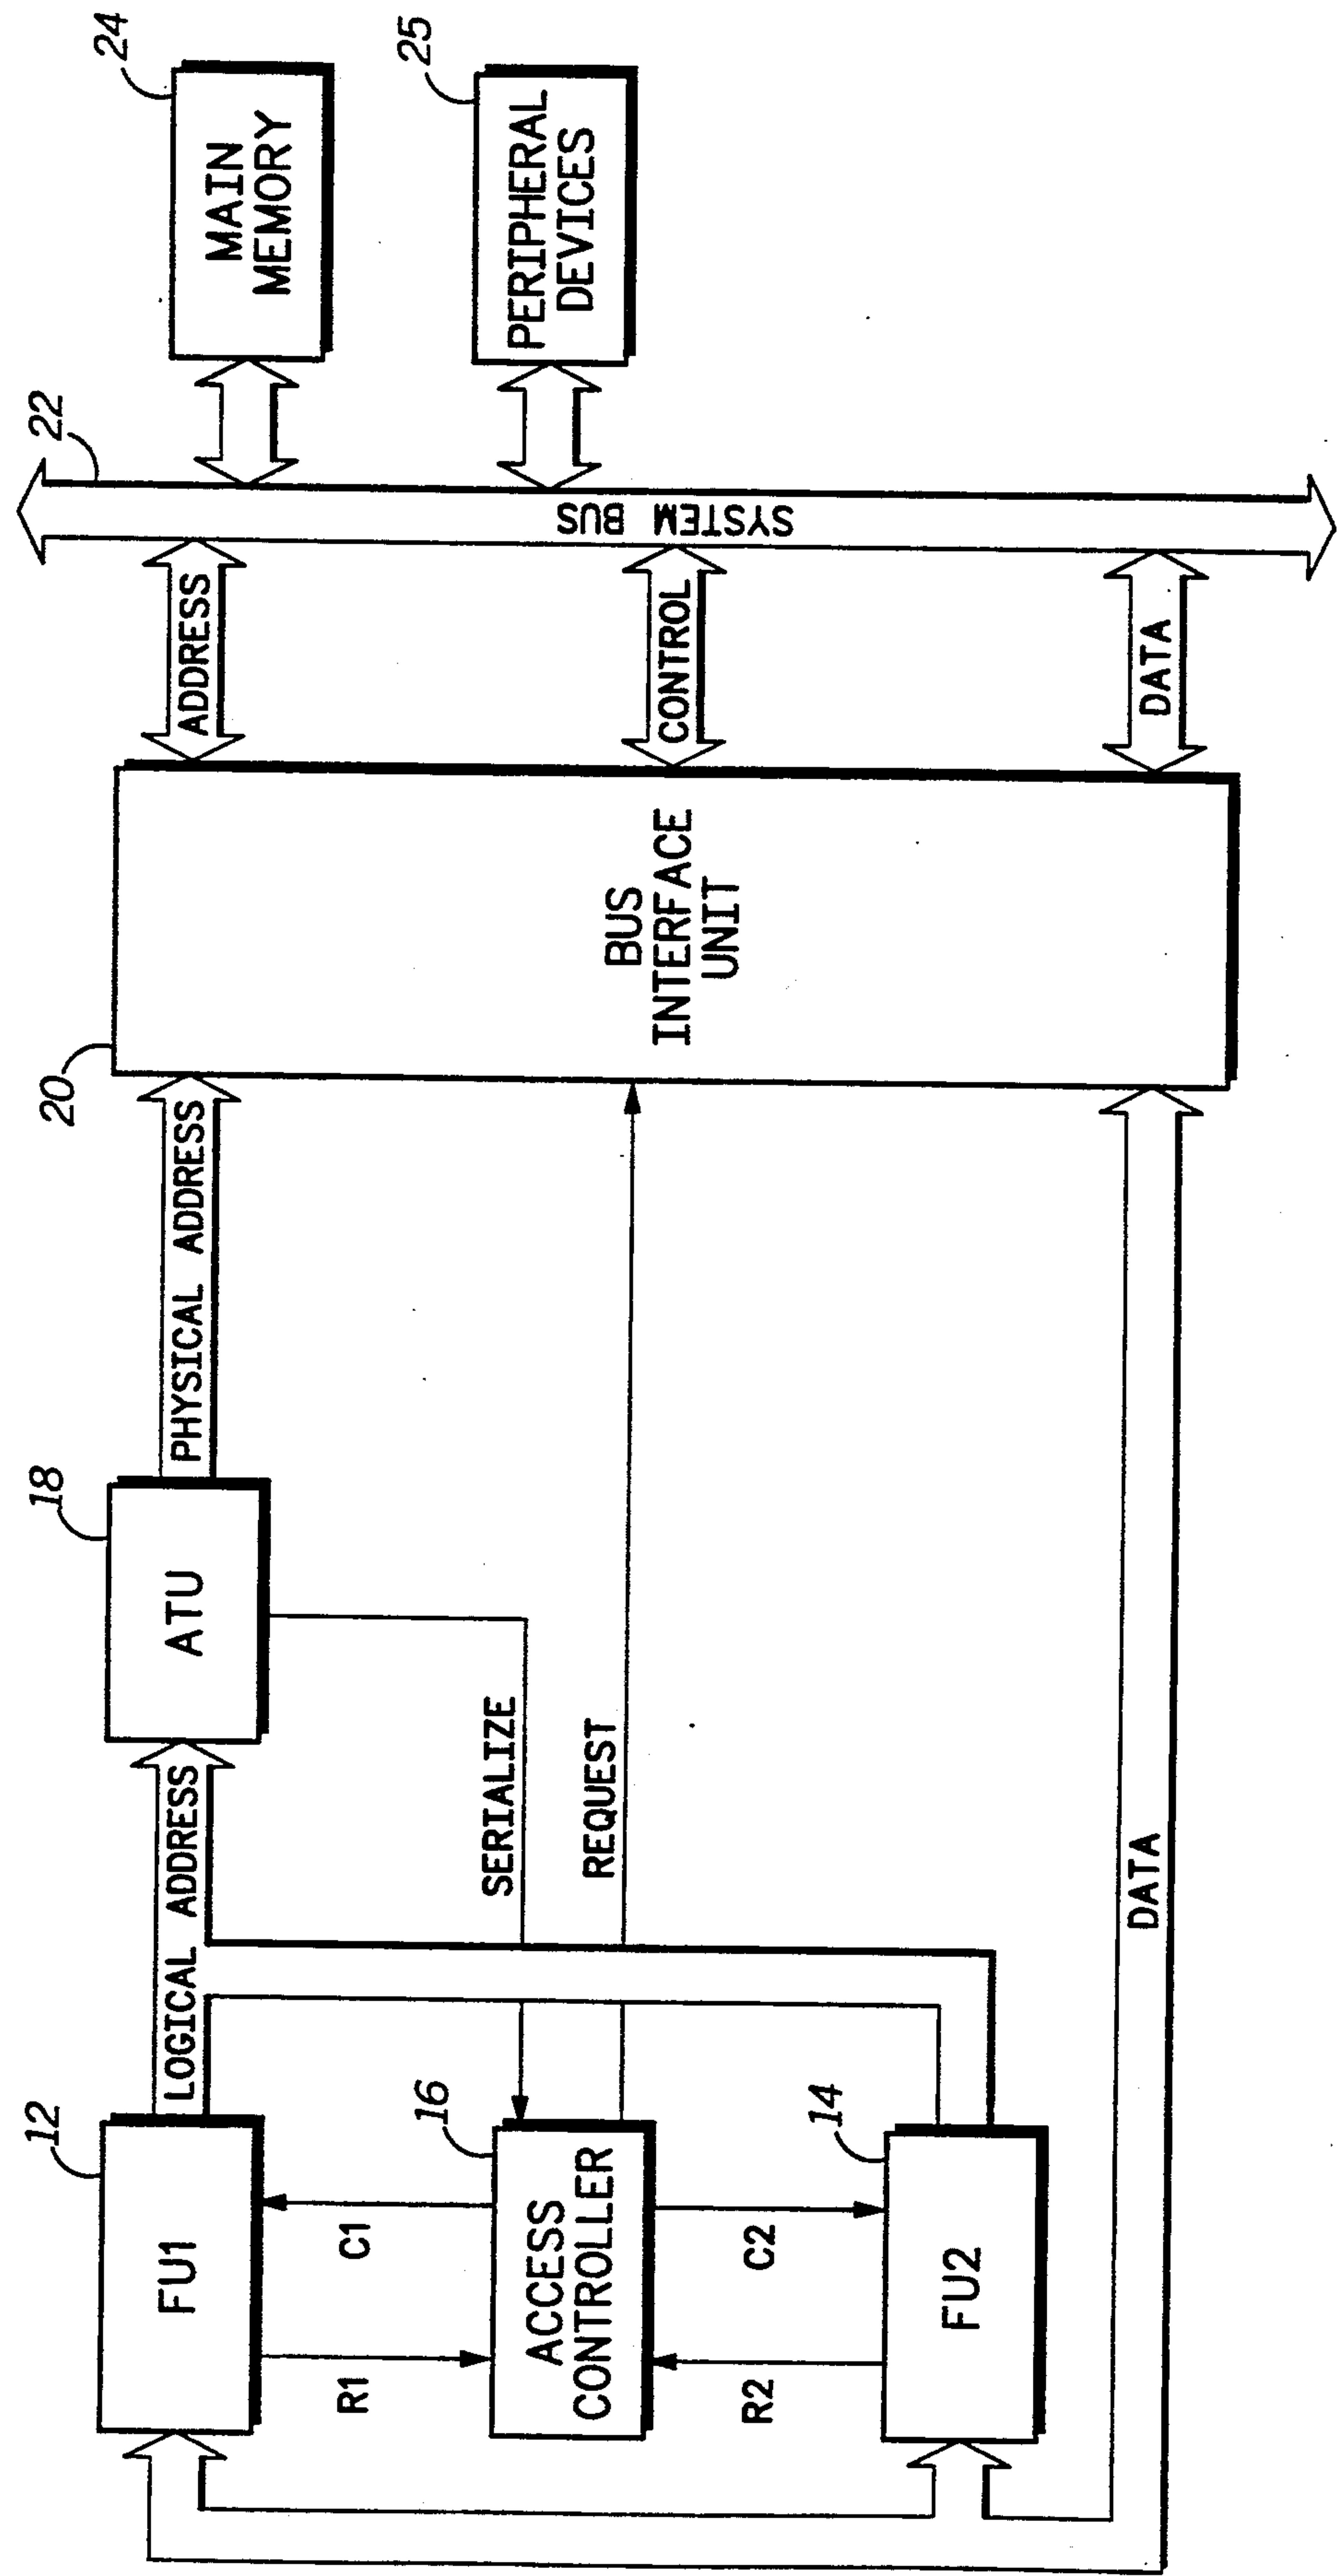 12
FU1
LOGICAL ADDRESS
18
ATU
PHYSICAL ADDRESS
20
BUS
INTERFACE
UNIT
ADDRESS
22
SYSTEM BUS
24
MAIN
MEMORY
R1
C1
16
ACCESS
CONTROLLER
SERIALIZE
REQUEST
CONTROL
25
PERIPHERAL
DEVICES
R2
C2
14
FU2
DATA
DATA